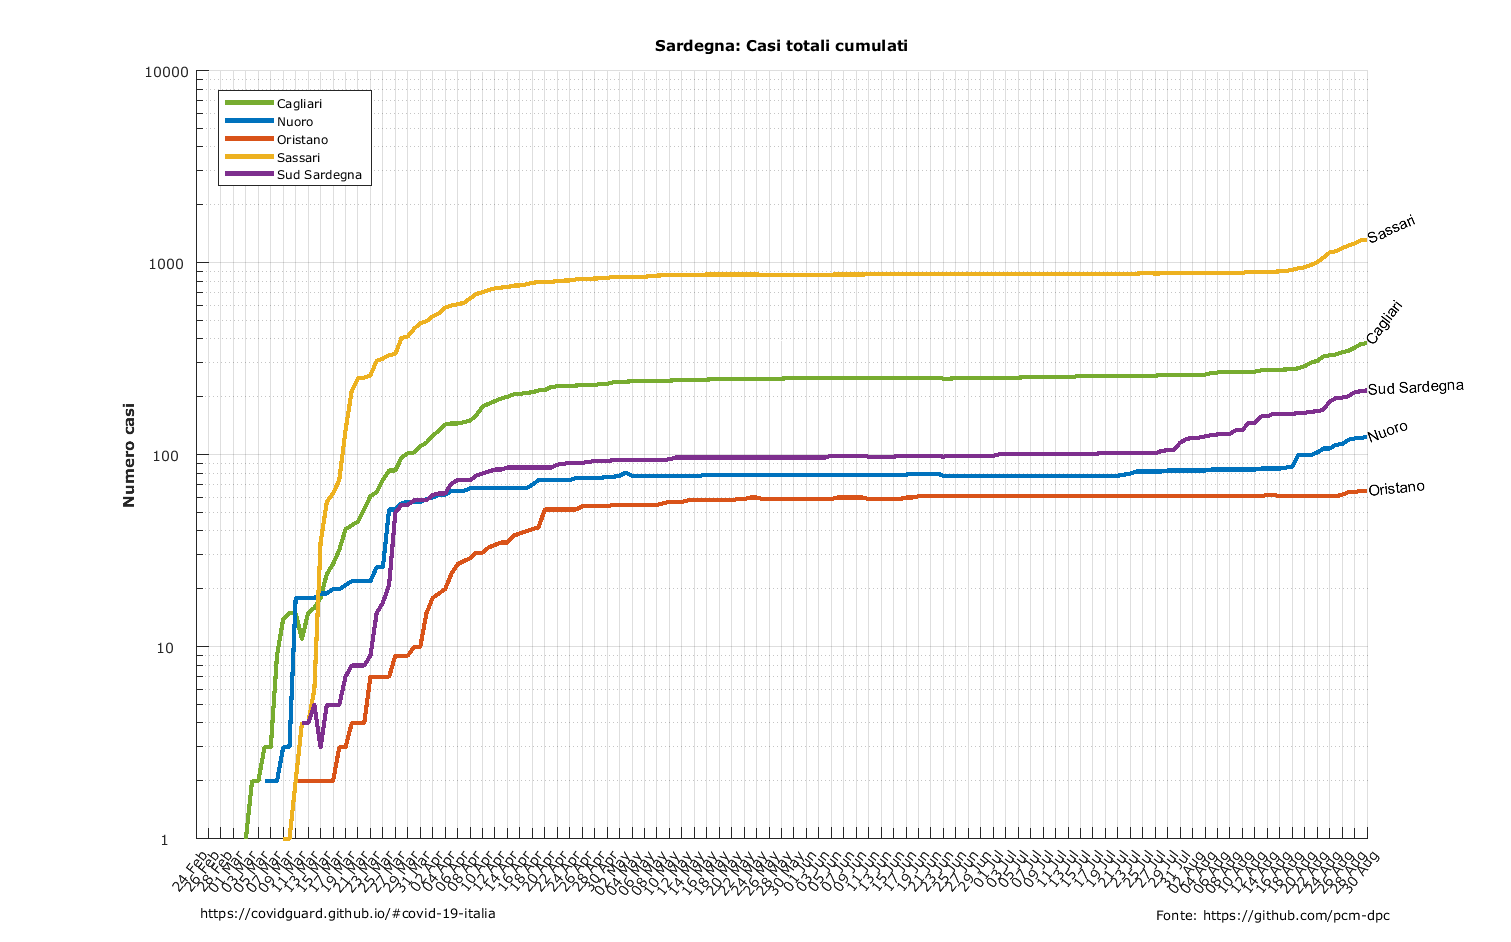 Sardegna: Casi totali cumulati
10000
1000
100
10
1
Numero casi
Cagliari
Nuoro
Oristano
Sassari
Sud Sardegna
Sassari
Cagliari
Sud Sardegna
Nuoro
Oristano
24 Feb
26 Feb
28 Feb
01 Mar
03 Mar
05 Mar
07 Mar
09 Mar
11 Mar
13 Mar
15 Mar
17 Mar
19 Mar
21 Mar
23 Mar
25 Mar
27 Mar
29 Mar
31 Mar
02 Apr
04 Apr
06 Apr
08 Apr
10 Apr
12 Apr
14 Apr
16 Apr
18 Apr
20 Apr
22 Apr
24 Apr
26 Apr
28 Apr
30 Apr
02 May
04 May
06 May
08 May
10 May
12 May
14 May
16 May
18 May
20 May
22 May
24 May
26 May
28 May
30 May
01 Jun
03 Jun
05 Jun
07 Jun
09 Jun
11 Jun
13 Jun
15 Jun
17 Jun
19 Jun
21 Jun
23 Jun
25 Jun
27 Jun
29 Jun
01 Jul
03 Jul
05 Jul
07 Jul
09 Jul
11 Jul
13 Jul
15 Jul
17 Jul
19 Jul
21 Jul
23 Jul
25 Jul
27 Jul
29 Jul
31 Jul
02 Aug
04 Aug
06 Aug
08 Aug
10 Aug
12 Aug
14 Aug
16 Aug
18 Aug
20 Aug
22 Aug
24 Aug
26 Aug
28 Aug
30 Aug
https://covidguard.github.io/#covid-19-italia
Fonte: https://github.com/pcm-dpc